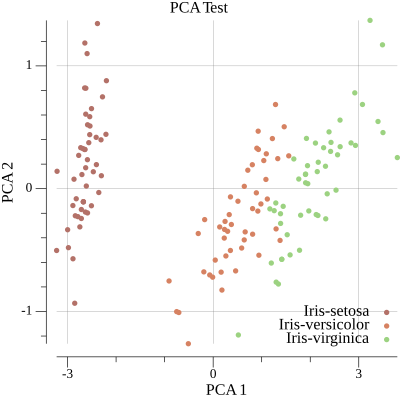 PCA Test
1
0
-1
PCA 2
Iris-setosa
Iris-versicolor
Iris-virginica
-3
0
3
PCA 1